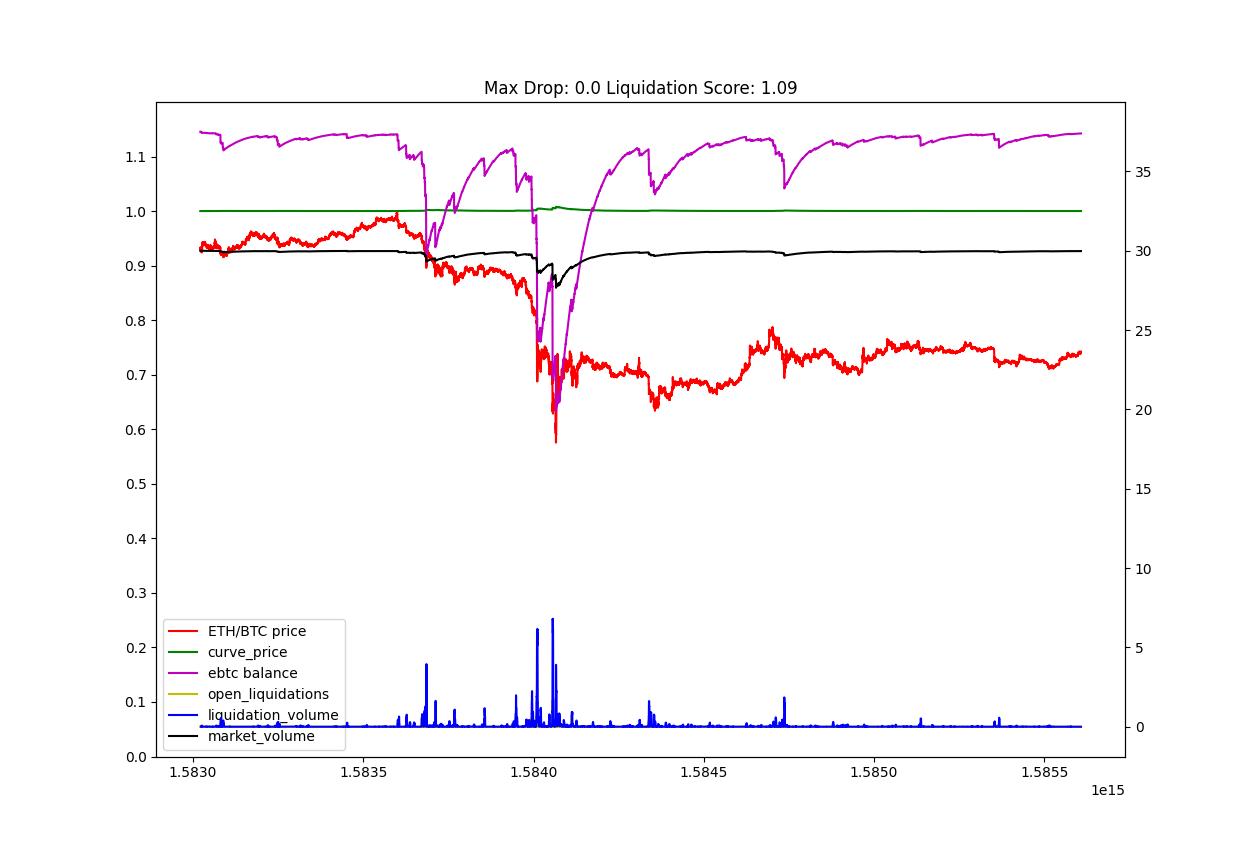 Max Drop: 0.0 Liquidation Score: 1.09
1.1
1.0
0.9
0.8
0.7
0.6
0.5
0.4
0.3
0.2
0.1
0.0
35
30
25
20
15
10
5
0
ETH/BTC price
curve_price
ebtc balance
open_liquidations
liquidation_volume
market_volume
1.5830 1.5835 1.5840 1.5845 1.5850 1.5855
1e15